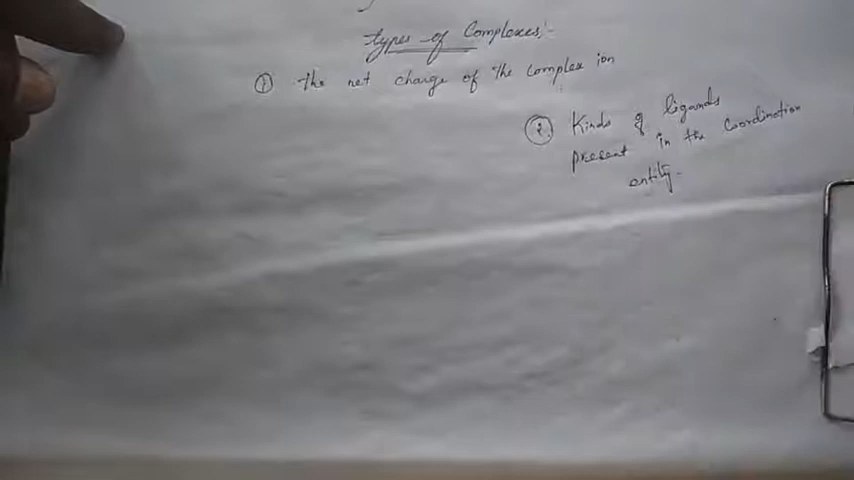 types of Complexes:-
① The net charge of the Complex ion
② Kinds of ligands
present in the Coordination
entity.